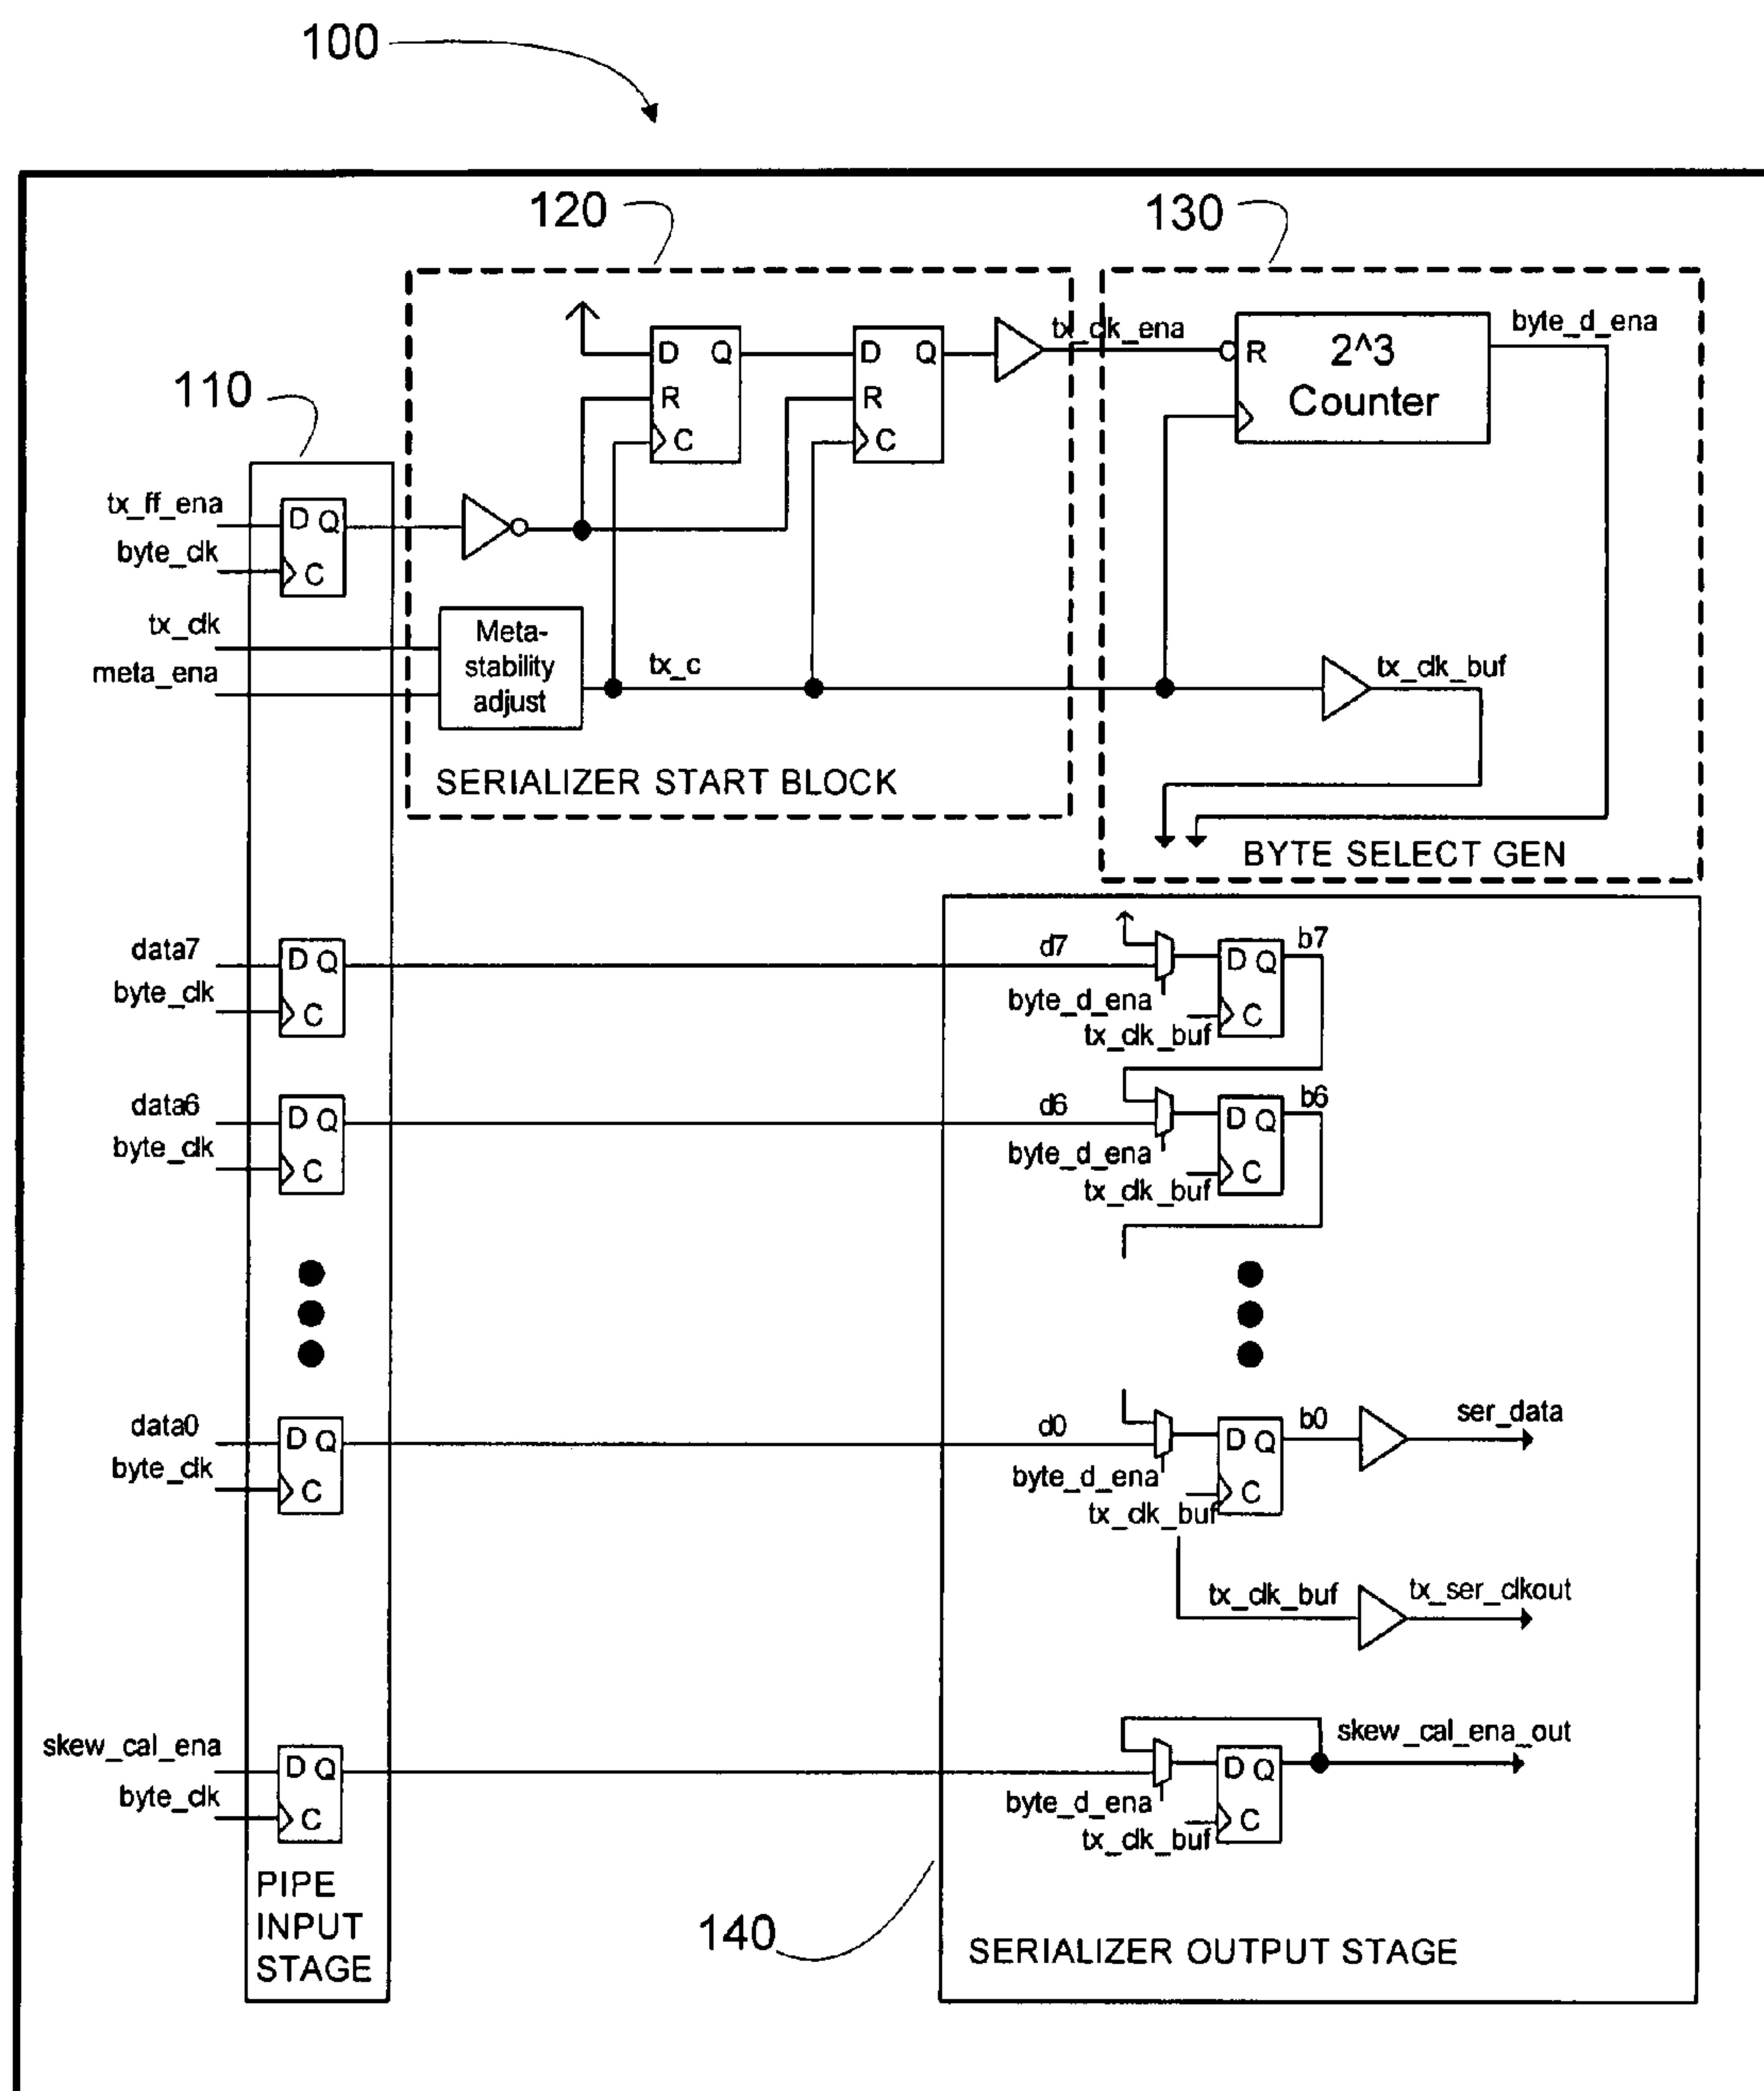 100
120
130
110
tx_ff_ena
byte_clk
D Q
C
D Q
R
C
D Q
R
C
tx_clk_ena
R
2^3
Counter
byte_d_ena
tx_clk
meta_ena
Meta-
stability
adjust
tx_c
tx_clk_buf
SERIALIZER START BLOCK
BYTE SELECT GEN
data7
byte_clk
D Q
C
d7
byte_d_ena
tx_clk_buf
D Q
C
b7
data6
byte_clk
D Q
C
d6
byte_d_ena
tx_clk_buf
D Q
C
b6
data0
byte_clk
D Q
C
d0
byte_d_ena
tx_clk_buf
D Q
C
b0
ser_data
tx_clk_buf
tx_ser_clkout
skew_cal_ena
byte_clk
D Q
C
byte_d_ena
tx_clk_buf
D Q
C
skew_cal_ena_out
PIPE
INPUT
STAGE
140
SERIALIZER OUTPUT STAGE